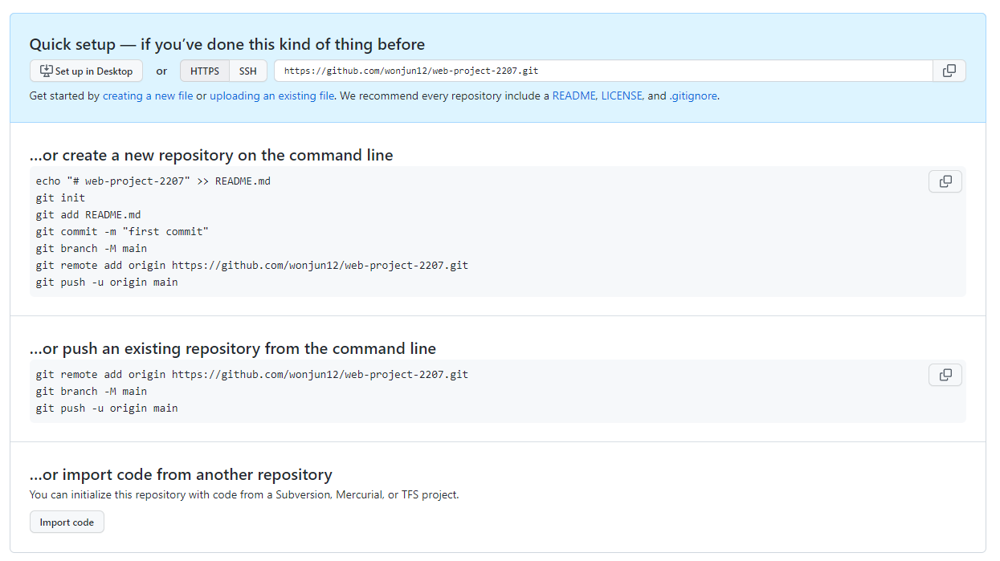 Quick setup — if you’ve done this kind of thing before
Set up in Desktop or HTTPS SSH https://github.com/wonjun12/web-project-2207.git
Get started by creating a new file or uploading an existing file. We recommend every repository include a README, LICENSE, and .gitignore.
…or create a new repository on the command line
echo "# web-project-2207" >> README.md
git init
git add README.md
git commit -m "first commit"
git branch -M main
git remote add origin https://github.com/wonjun12/web-project-2207.git
git push -u origin main
…or push an existing repository from the command line
git remote add origin https://github.com/wonjun12/web-project-2207.git
git branch -M main
git push -u origin main
…or import code from another repository
You can initialize this repository with code from a Subversion, Mercurial, or TFS project.
Import code